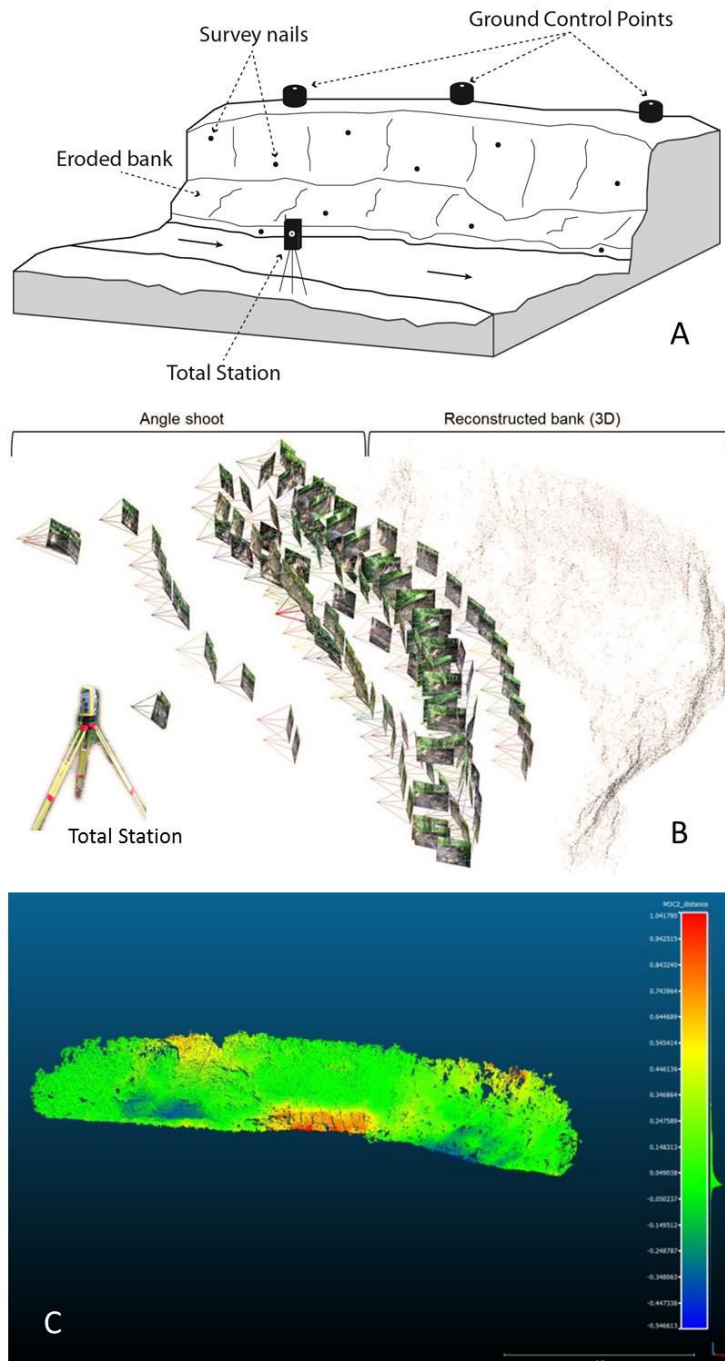 Ground Control Points
Survey nails
Eroded bank
Total Station
A
Angle shoot
Reconstructed bank (3D)
Total Station
B
M3C2_distance
1.041790
0.942515
0.843240
0.743964
0.644689
0.545414
0.446139
0.346864
0.247589
0.148313
0.049038
-0.050237
-0.149512
-0.248787
-0.348063
-0.447338
-0.546613
C